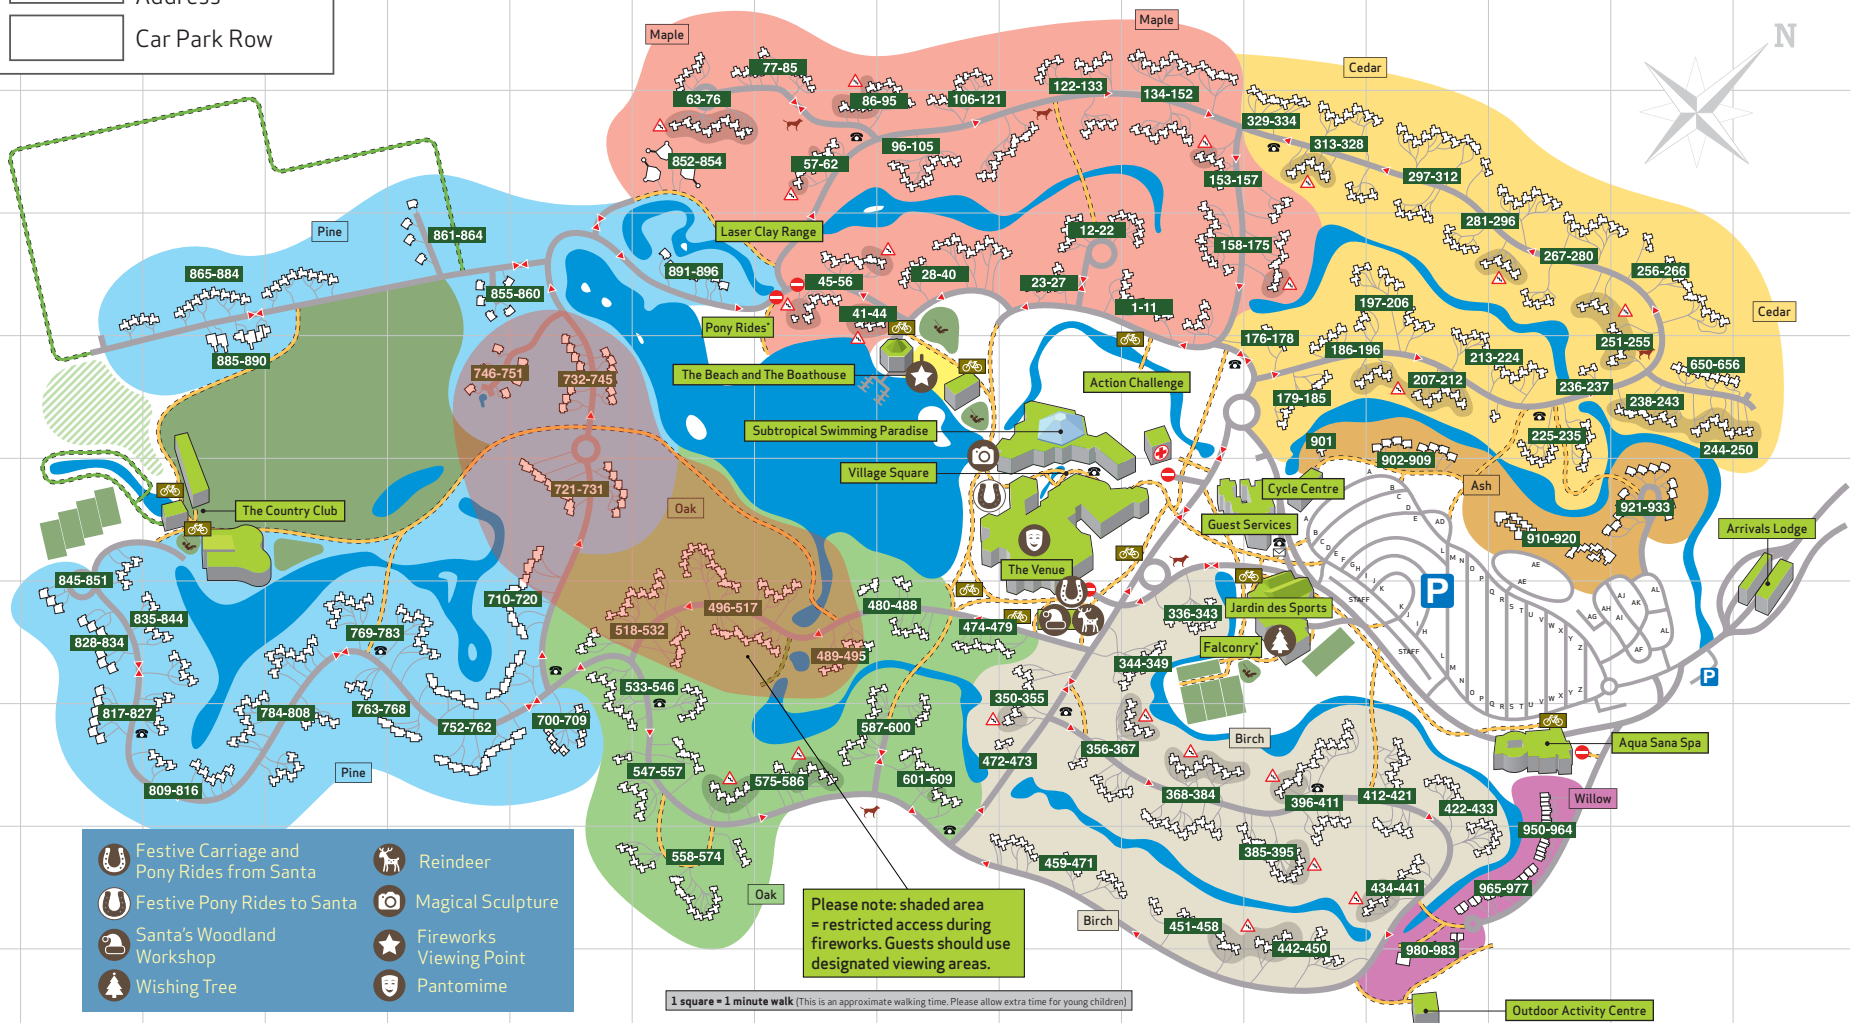 Address
Car Park Row
N
Maple
Maple
Cedar
77-85
63-76
86-95
106-121
122-133
134-152
329-334
313-328
852-854
57-62
96-105
153-157
297-312
Pine
861-864
Laser Clay Range
12-22
158-175
281-296
267-280
256-266
865-884
855-860
891-896
45-56
28-40
23-27
1-11
197-206
Cedar
Pony Rides*
41-44
176-178
186-196
213-224
251-255
885-890
746-751
732-745
The Beach and The Boathouse
Action Challenge
207-212
236-237
650-656
179-185
238-243
Subtropical Swimming Paradise
901
225-235
244-250
Village Square
902-909
721-731
Cycle Centre
Ash
The Country Club
Oak
Guest Services
921-933
910-920
Arrivals Lodge
The Venue
845-851
710-720
496-517
480-488
336-343
Jardin des Sports
P
835-844
828-834
769-783
518-532
474-479
Falconry*
STAFF
STAFF
489-495
344-349
P
533-546
350-355
817-827
784-808
763-768
752-762
700-709
587-600
Birch
356-367
Aqua Sana Spa
Pine
547-557
575-586
601-609
472-473
368-384
396-411
412-421
422-433
Willow
809-816
950-964
558-574
459-471
385-395
434-441
965-977
Oak
Birch
451-458
442-450
980-983
Outdoor Activity Centre
Festive Carriage and
Pony Rides from Santa
Festive Pony Rides to Santa
Santa's Woodland
Workshop
Wishing Tree
Reindeer
Magical Sculpture
Fireworks
Viewing Point
Pantomime
Please note: shaded area
= restricted access during
fireworks. Guests should use
designated viewing areas.
1 square = 1 minute walk (This is an approximate walking time. Please allow extra time for young children)